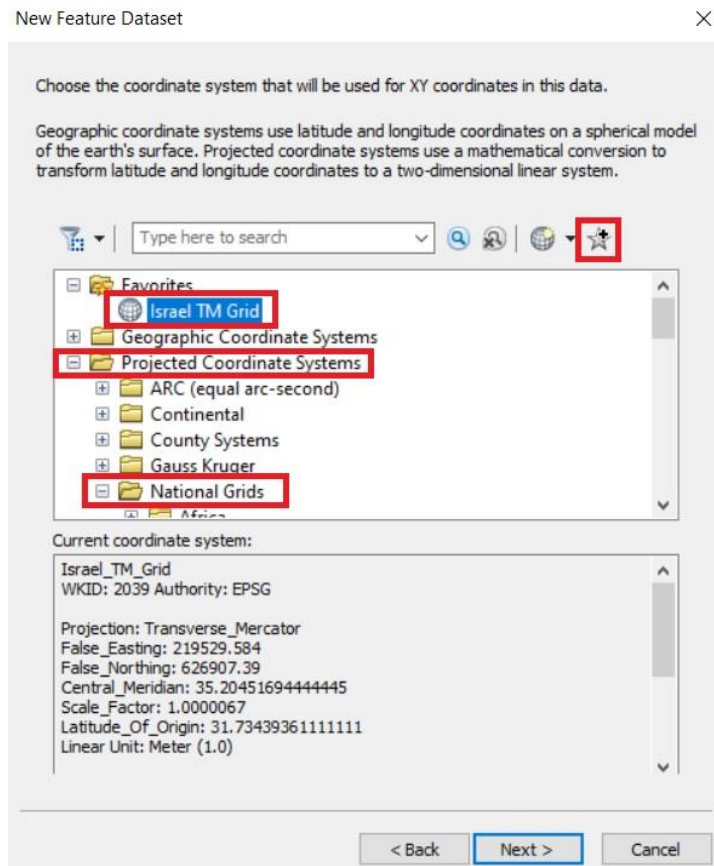 New Feature Dataset
Choose the coordinate system that will be used for XY coordinates in this data.
Geographic coordinate systems use latitude and longitude coordinates on a spherical model
of the earth's surface. Projected coordinate systems use a mathematical conversion to
transform latitude and longitude coordinates to a two-dimensional linear system.
Type here to search
Favorites
Israel TM Grid
Geographic Coordinate Systems
Projected Coordinate Systems
ARC (equal arc-second)
Continental
County Systems
Gauss Kruger
National Grids
Africa
Current coordinate system:
Israel_TM_Grid
WKID: 2039 Authority: EPSG
Projection: Transverse_Mercator
False_Easting: 219529.584
False_Northing: 626907.39
Central_Meridian: 35.20451694444445
Scale_Factor: 1.0000067
Latitude_Of_Origin: 31.73439361111111
Linear Unit: Meter (1.0)
< Back Next > Cancel